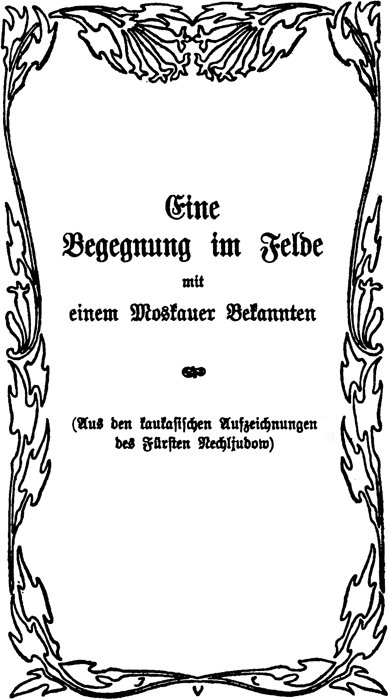 Eine
Begegnung im Felde
mit
einem Moskauer Bekannten
(Aus den kaukasischen Aufzeichnungen
des Fürsten Nechljudow)